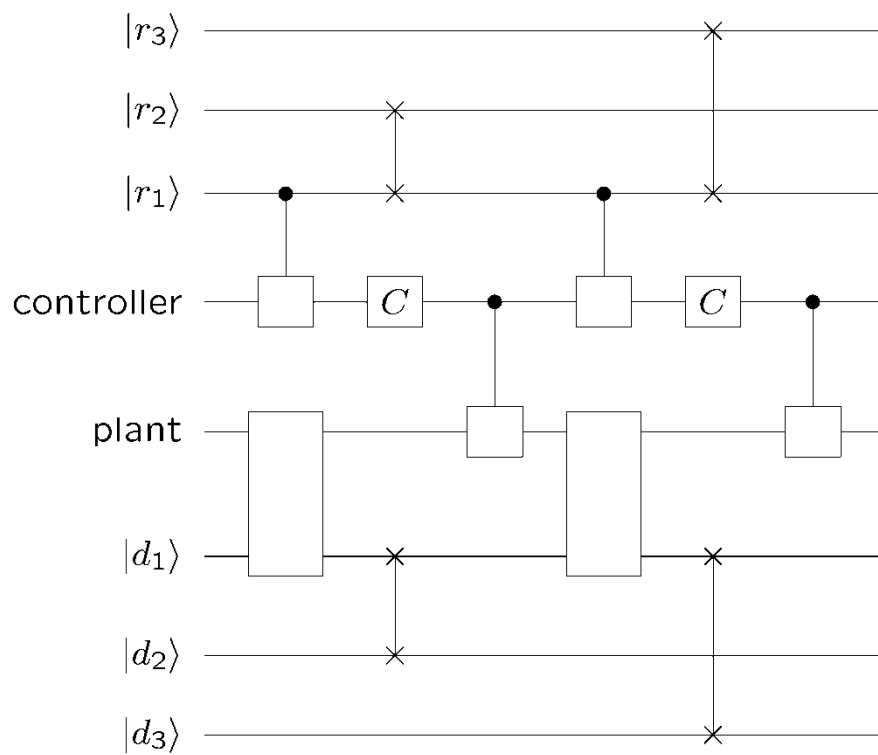 |r₃⟩
|r₂⟩
|r₁⟩
controller C C
plant
|d₁⟩
|d₂⟩
|d₃⟩